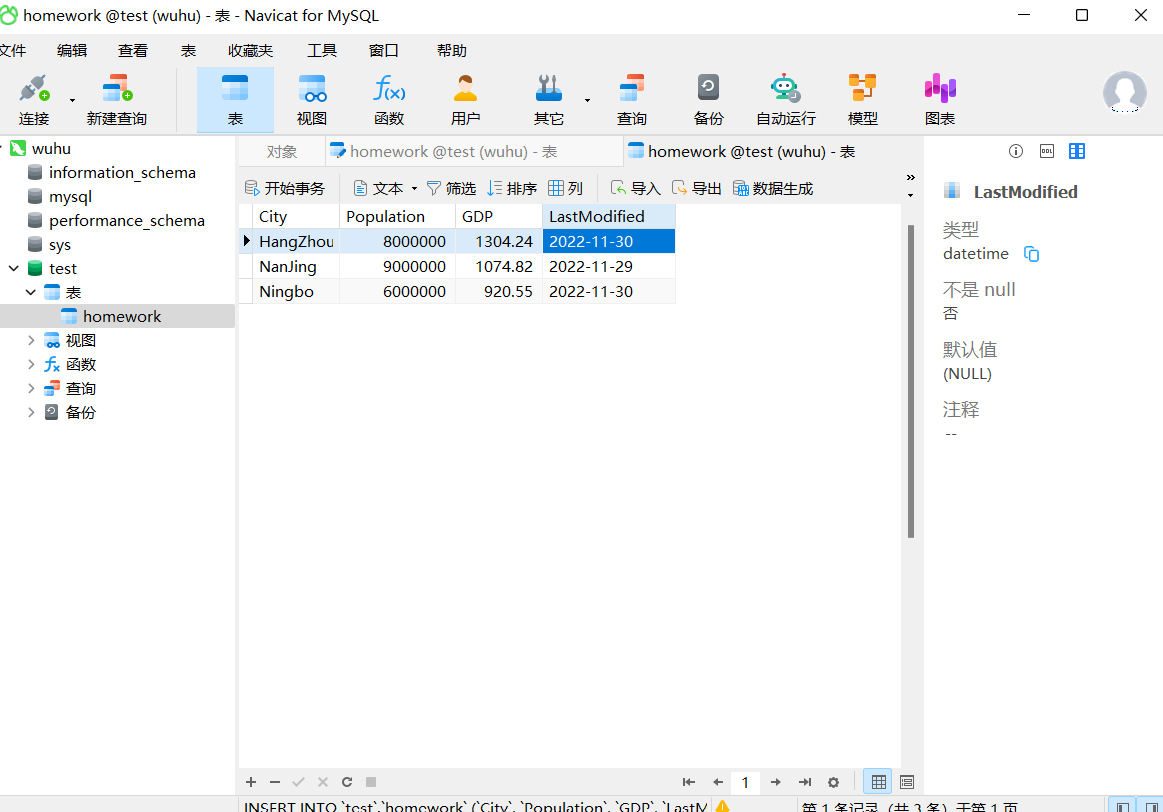 homework @test (wuhu) - 表 - Navicat for MySQL
文件 编辑 查看 表 收藏夹 工具 窗口 帮助
连接 新建查询 表 视图 函数 用户 其它 查询 备份 自动运行 模型 图表
wuhu
information_schema
mysql
performance_schema
sys
test
表
homework
视图
函数
查询
备份
对象 homework @test (wuhu) - 表 homework @test (wuhu) - 表
开始事务 文本 筛选 排序 列 导入 导出 数据生成
City Population GDP LastModified
HangZhou 8000000 1304.24 2022-11-30
NanJing 9000000 1074.82 2022-11-29
Ningbo 6000000 920.55 2022-11-30
LastModified
类型
datetime
不是 null
否
默认值
(NULL)
注释
--
1
INSERT INTO `test`.`homework` (`City`, `Population`, `GDP`, `LastM
第 1 条记录（共 3 条）于第 1 页